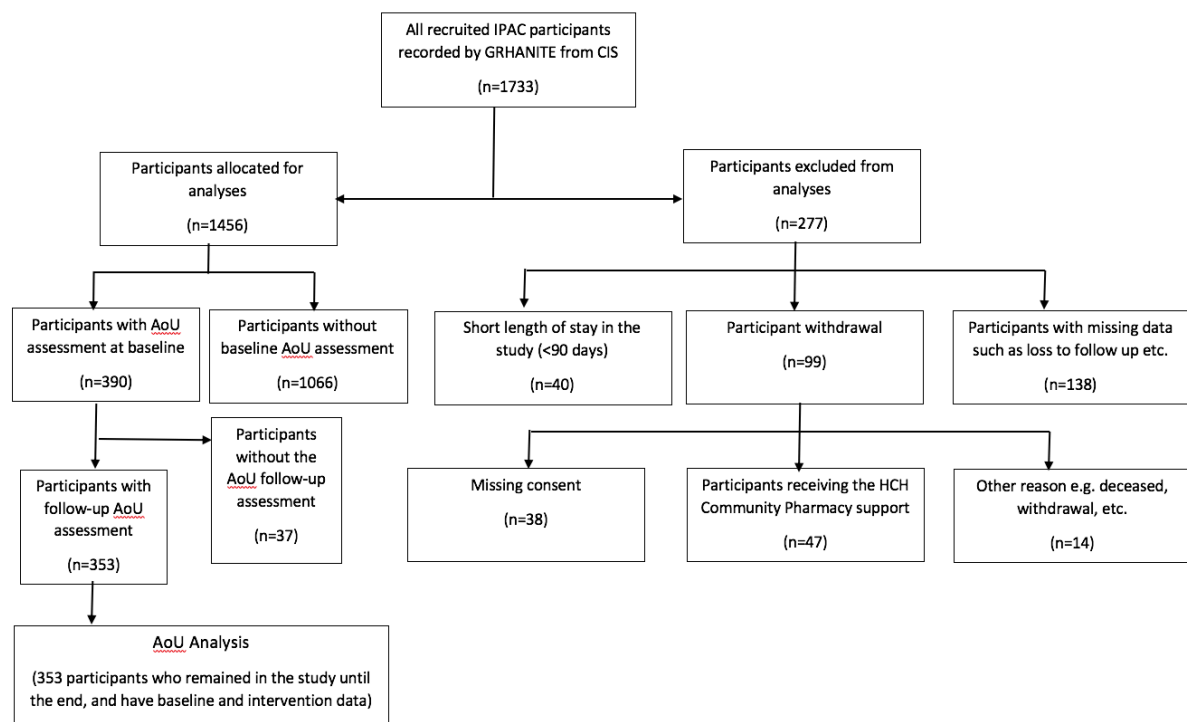 All recruited IPAC participants
recorded by GRHANITE from CIS
(n=1733)
Participants allocated for
analyses
(n=1456)
Participants excluded from
analyses
(n=277)
Participants with AoU
assessment at baseline
(n=390)
Participants without
baseline AoU assessment
(n=1066)
Short length of stay in the
study (<90 days)
(n=40)
Participant withdrawal
(n=99)
Participants with missing data
such as loss to follow up etc.
(n=138)
Participants
without the
AoU follow-up
assessment
(n=37)
Participants with
follow-up AoU
assessment
(n=353)
Missing consent
(n=38)
Participants receiving the HCH
Community Pharmacy support
(n=47)
Other reason e.g. deceased,
withdrawal, etc.
(n=14)
AoU Analysis
(353 participants who remained in the study until
the end, and have baseline and intervention data)